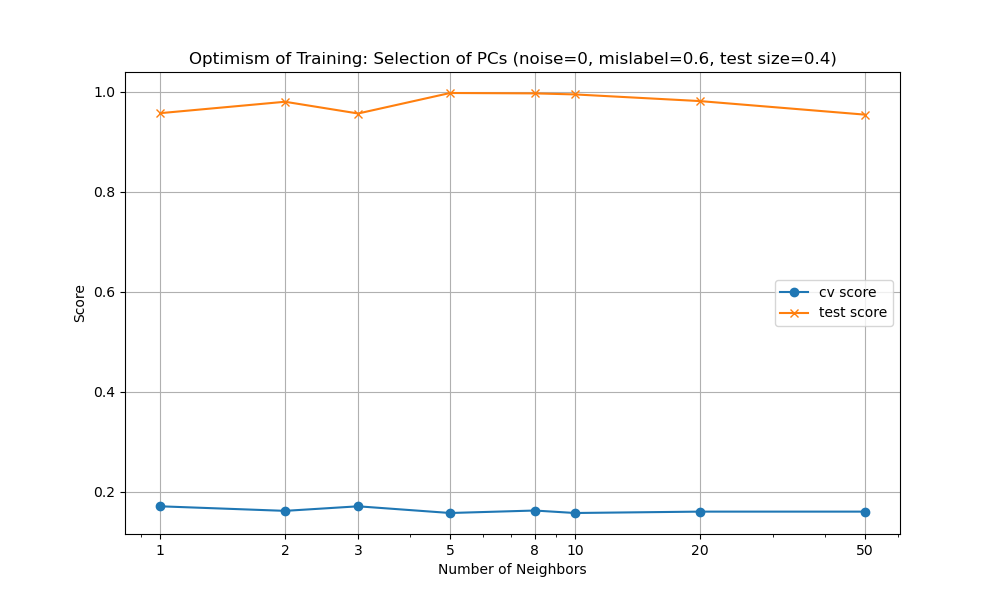 Optimism of Training: Selection of PCs (noise=0, mislabel=0.6, test size=0.4)
1.0
0.8
0.6
0.4
0.2
Score
cv score
test score
1 2 3 5 8 10 20 50
Number of Neighbors